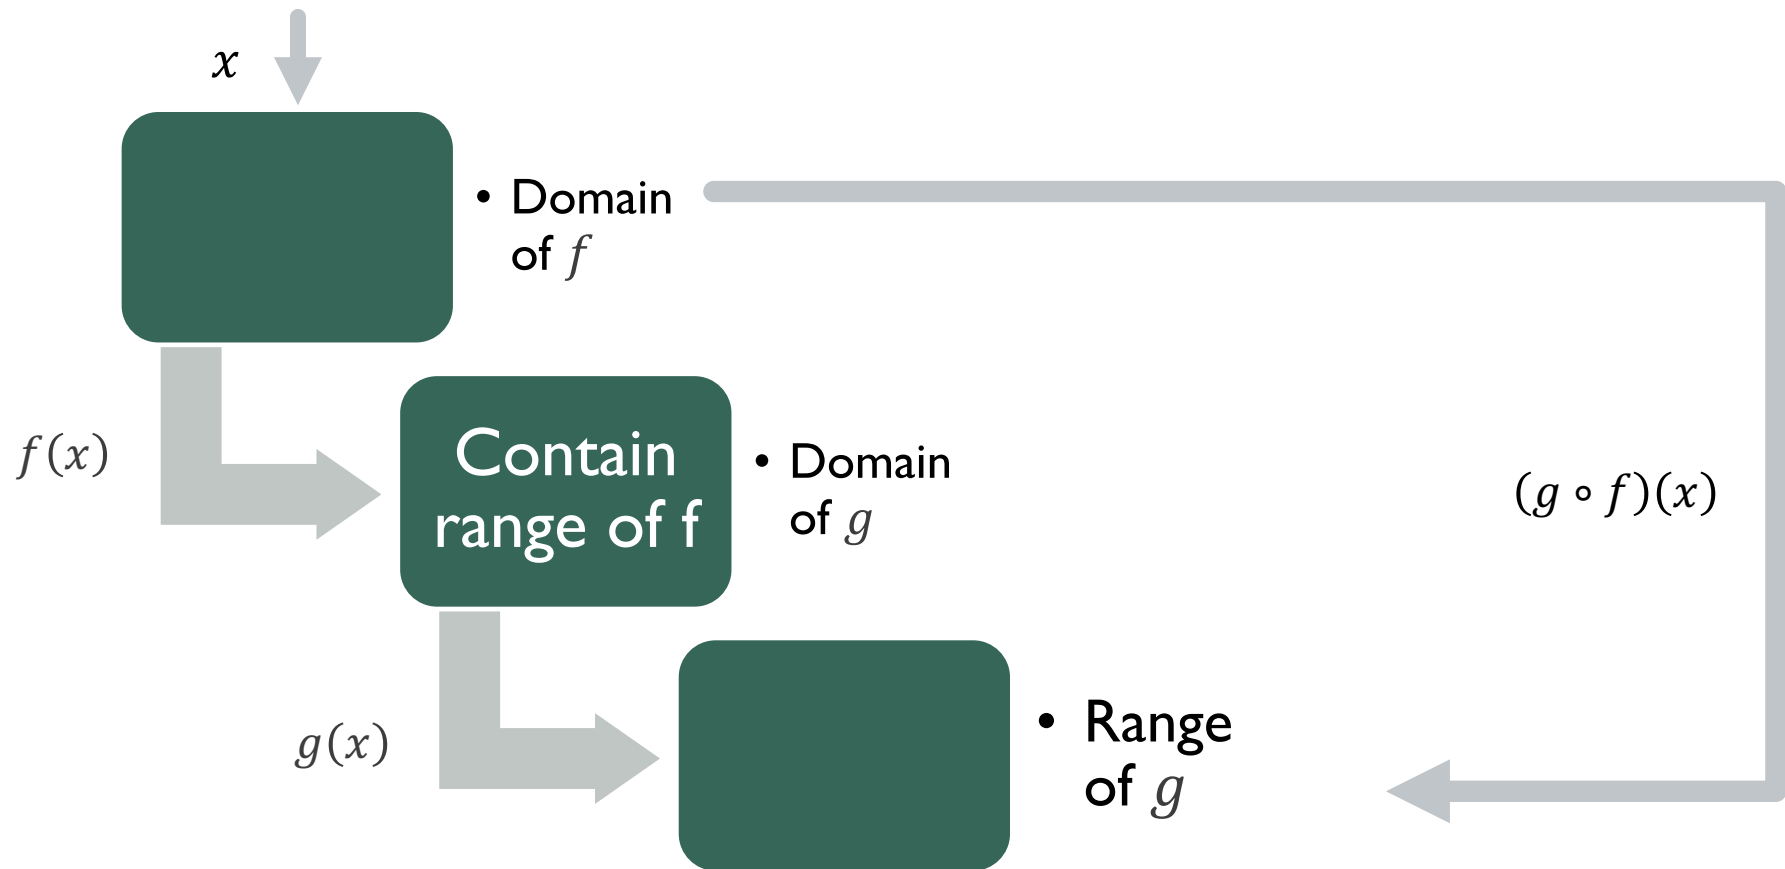 𝑥
• Domain
of 𝑓
𝑓(𝑥)
Contain
range of f
• Domain
of 𝑔
(𝑔 ∘ 𝑓)(𝑥)
𝑔(𝑥)
• Range
of 𝑔